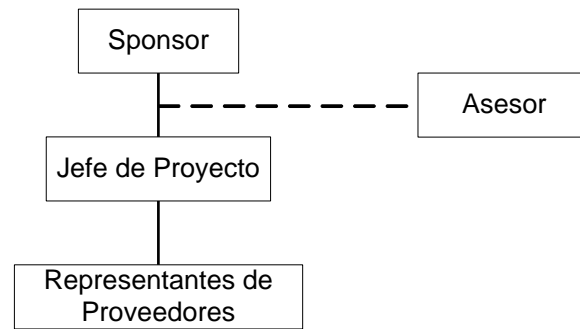 Sponsor
Asesor
Jefe de Proyecto
Representantes de
Proveedores